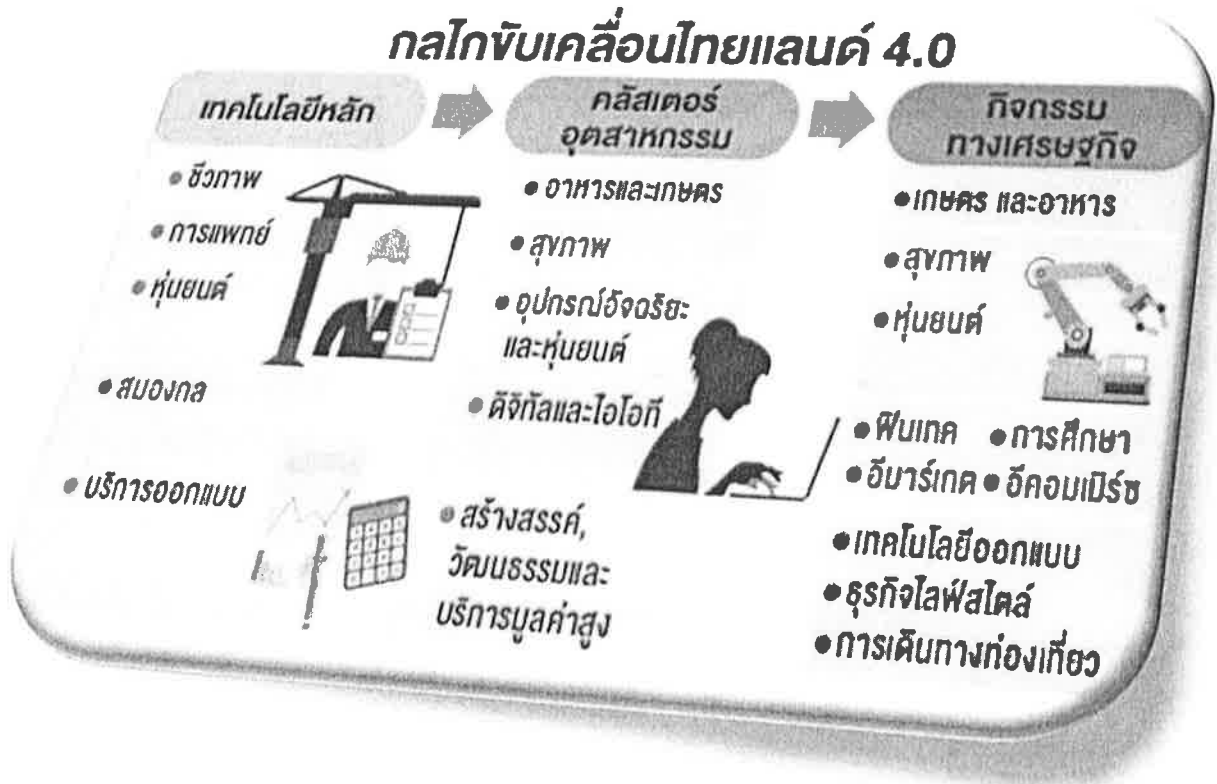 กลไกขับเคลื่อนไทยแลนด์ 4.0
เทคโนโลยีหลัก
• ชีวภาพ
• การแพทย์
• หุ่นยนต์
• สมองกล
• บริการออกแบบ
คลัสเตอร์
อุตสาหกรรม
• อาหารและเกษตร
• สุขภาพ
• อุปกรณ์อัจฉริยะ
และหุ่นยนต์
• ดิจิทัลและไอโอที
• สร้างสรรค์,
วัฒนธรรมและ
บริการมูลค่าสูง
กิจกรรม
ทางเศรษฐกิจ
• เกษตร และอาหาร
• สุขภาพ
• หุ่นยนต์
• ฟินเทค • การศึกษา
• อีมาร์เกต • อีคอมเมิร์ซ
• เทคโนโลยีออกแบบ
• ธุรกิจไลฟ์สไตล์
• การเดินทางท่องเที่ยว